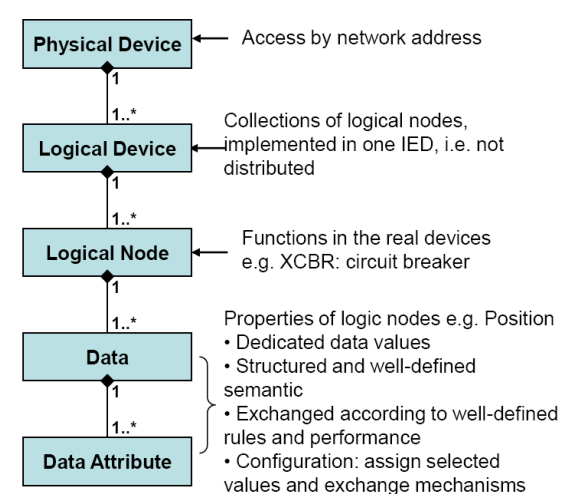 Physical Device
Access by network address
1
1..*
Logical Device
Collections of logical nodes,
implemented in one IED, i.e. not
distributed
1
1..*
Logical Node
Functions in the real devices
e.g. XCBR: circuit breaker
1
1..*
Data
1
1..*
Data Attribute
Properties of logic nodes e.g. Position
• Dedicated data values
• Structured and well-defined
semantic
• Exchanged according to well-defined
rules and performance
• Configuration: assign selected
values and exchange mechanisms